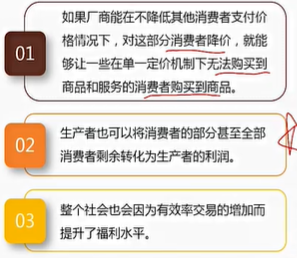 01
如果厂商能在不降低其他消费者支付价
格情况下，对这部分消费者降价，就能
够让一些在单一定价机制下无法购买到
商品和服务的消费者购买到商品。
02
生产者也可以将消费者的部分甚至全部
消费者剩余转化为生产者的利润。
03
整个社会也会因为有效率交易的增加而
提升了福利水平。